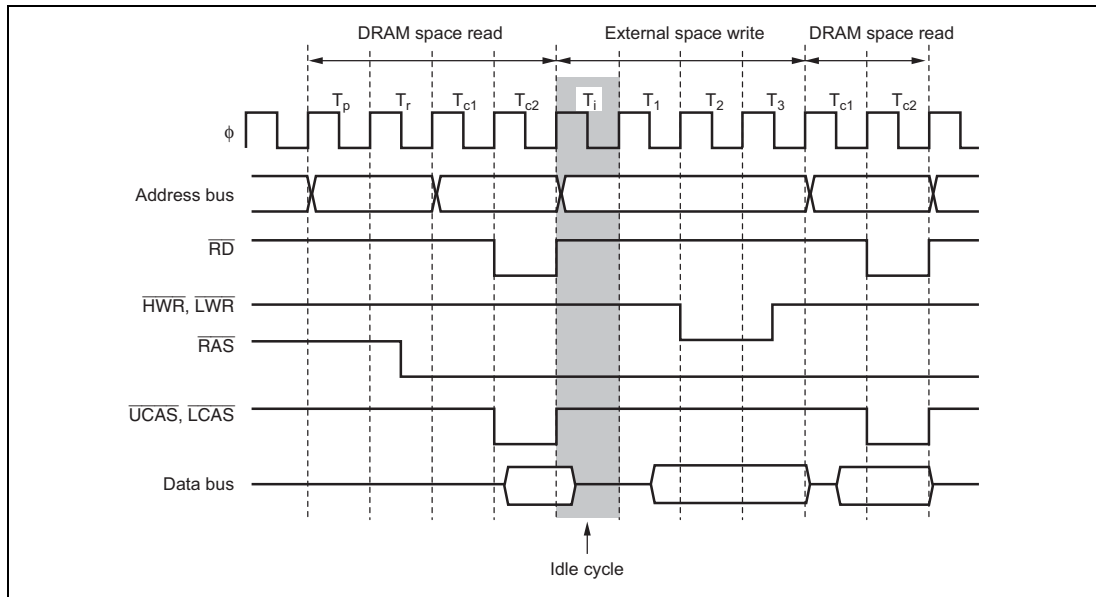 DRAM space read External space write DRAM space read
Tp Tr Tc1 Tc2 Ti T1 T2 T3 Tc1 Tc2
ϕ
Address bus
RD
HWR, LWR
RAS
UCAS, LCAS
Data bus
Idle cycle